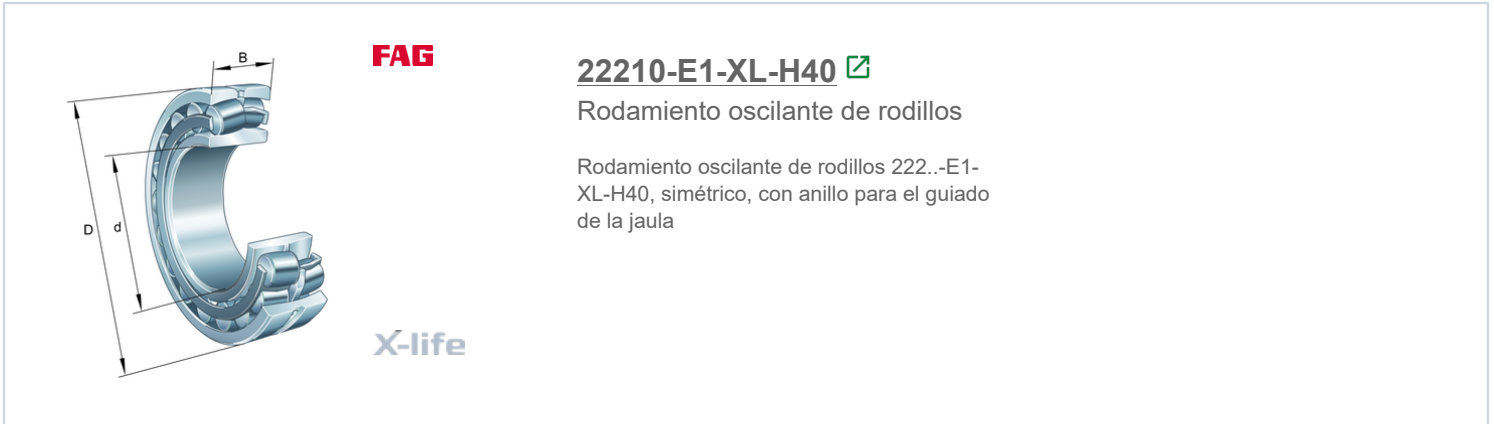 FAG
B
D
d
X-life
22210-E1-XL-H40
Rodamiento oscilante de rodillos
Rodamiento oscilante de rodillos 222..-E1-
XL-H40, simétrico, con anillo para el guiado
de la jaula